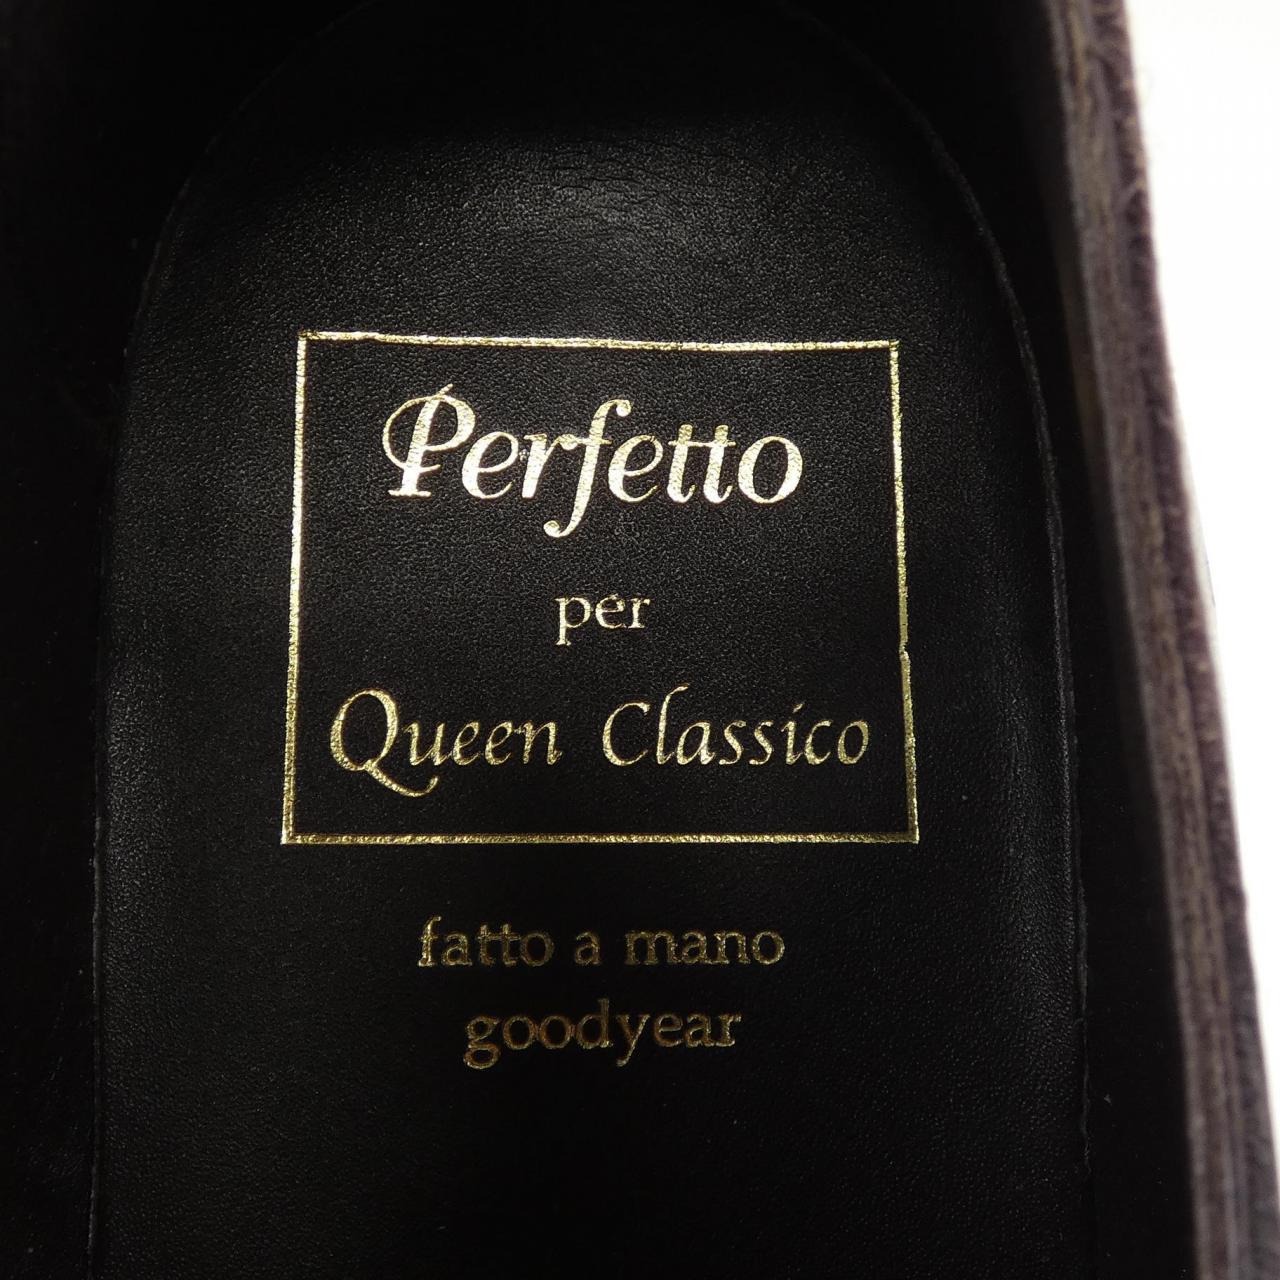 Perfetto
per
Queen Classico
fatto a mano
goodyear